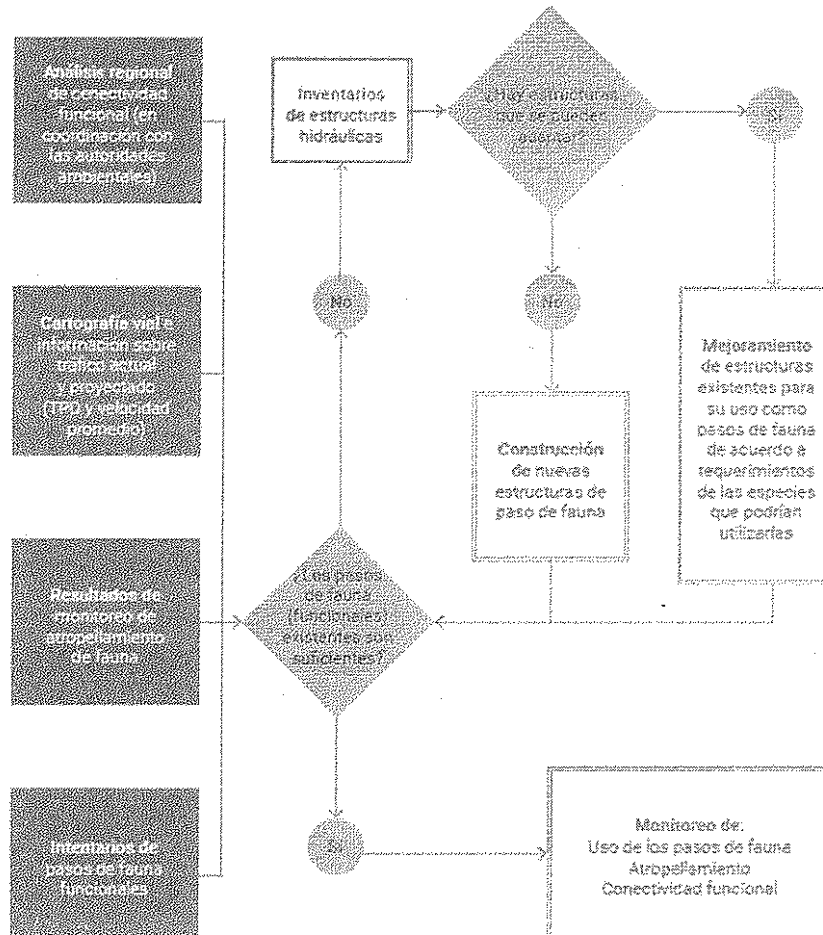 Análisis regional
de conectividad
funcional (en
coordinación con
las autoridades
ambientales)
Inventarios
de estructuras
hidráulicas
¿Hay estructuras
que se pueden
adaptar?
Sí
Cartografía vial e
información sobre
tráfico actual
y proyectado
(TPD y velocidad
promedio)
No
No
Mejoramiento
de estructuras
existentes para
su uso como
pasos de fauna
de acuerdo a
requerimientos
de las especies
que podrían
utilizarlas
Construcción
de nuevas
estructuras de
paso de fauna
Resultados de
monitoreo de
atropellamiento
de fauna
¿Los pasos
de fauna
(funcionales)
existentes son
suficientes?
Intentarios de
pasos de fauna
funcionales
Sí
Monitoreo de:
Uso de los pasos de fauna
Atropellamiento
Conectividad funcional